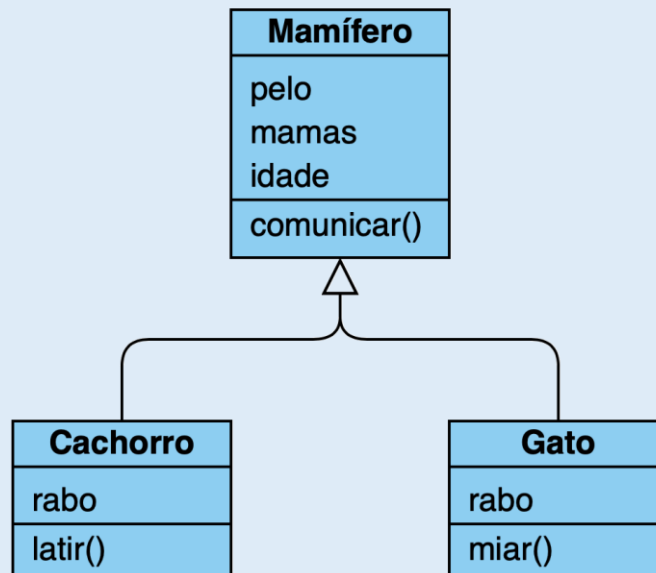 Mamífero
pelo
mamas
idade
comunicar()
Cachorro
rabo
latir()
Gato
rabo
miar()